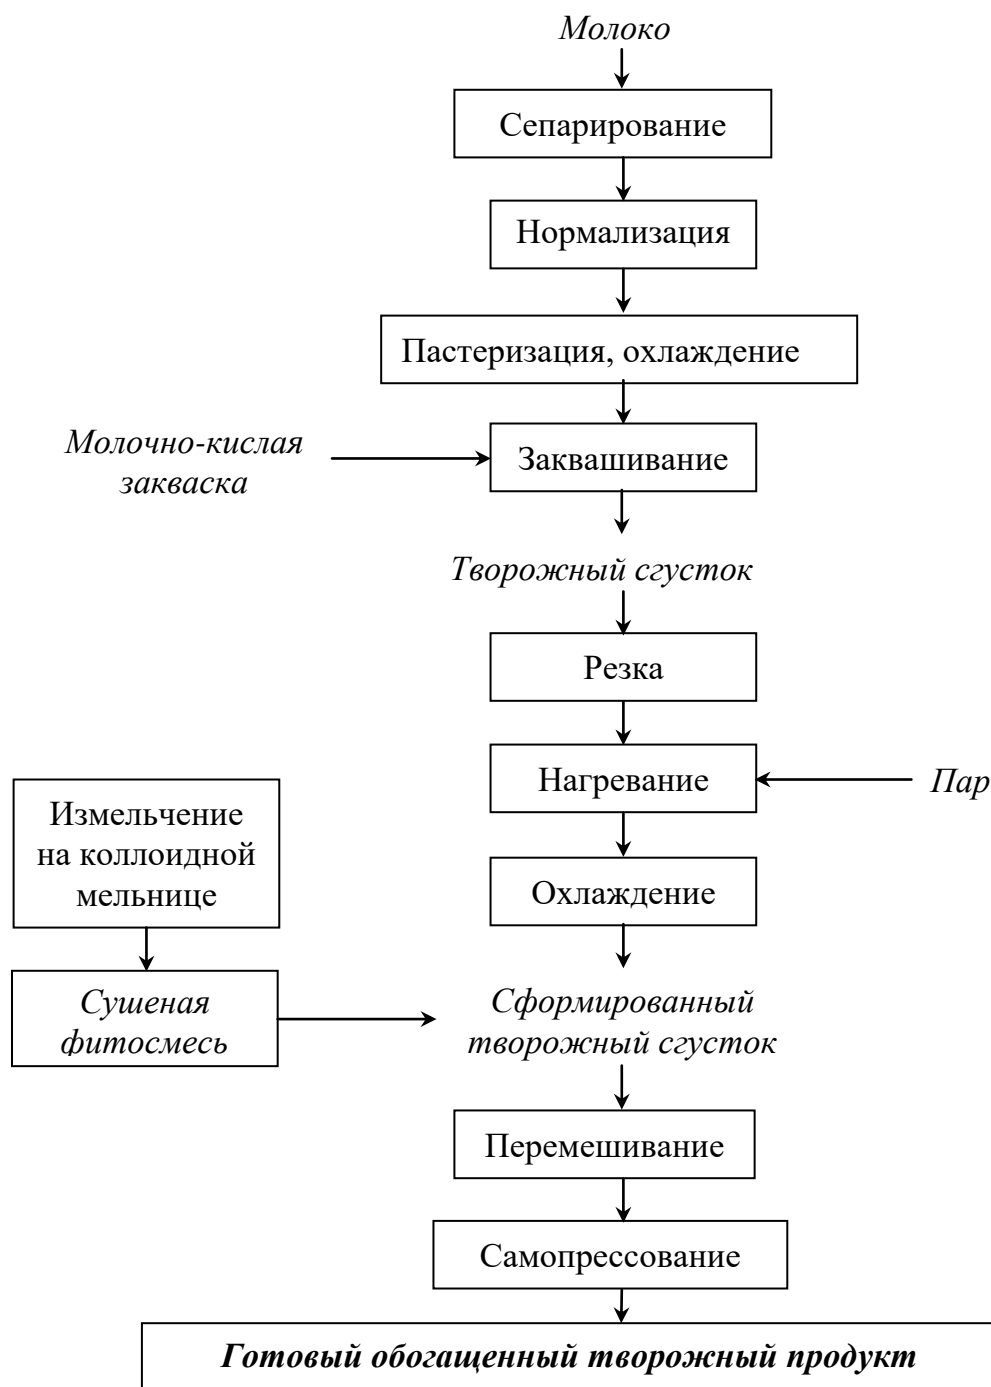 Молоко
Сепарирование
Нормализация
Пастеризация, охлаждение
Молочно-кислая
закваска
Заквашивание
Творожный сгусток
Резка
Нагревание
Пар
Измельчение
на коллоидной
мельнице
Охлаждение
Сушеная
фитосмесь
Сформированный
творожный сгусток
Перемешивание
Самопрессование
Готовый обогащенный творожный продукт